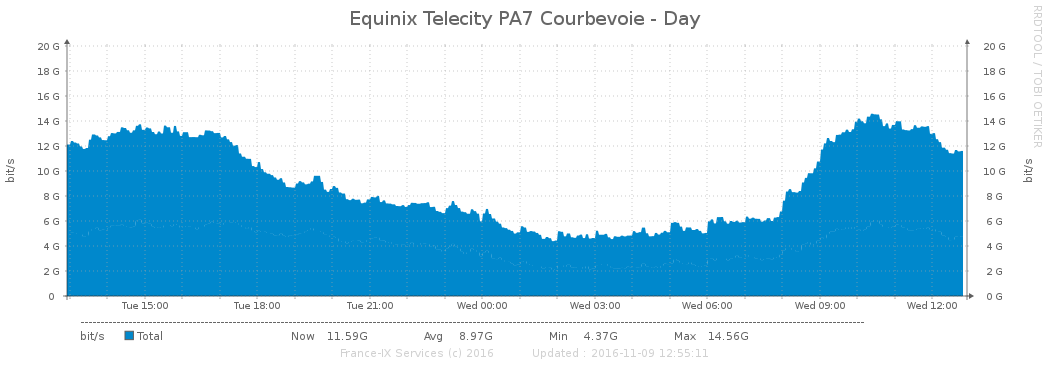 Equinix Telecity PA7 Courbevoie - Day
RRDTOOL / TOBI OETIKER
bit/s
20 G
18 G
16 G
14 G
12 G
10 G
8 G
6 G
4 G
2 G
0
20 G
18 G
16 G
14 G
12 G
10 G
8 G
6 G
4 G
2 G
0 G
bit/s
Tue 15:00 Tue 18:00 Tue 21:00 Wed 00:00 Wed 03:00 Wed 06:00 Wed 09:00 Wed 12:00
bit/s Total Now 11.59G Avg 8.97G Min 4.37G Max 14.56G
France-IX Services (c) 2016 Updated : 2016-11-09 12:55:11